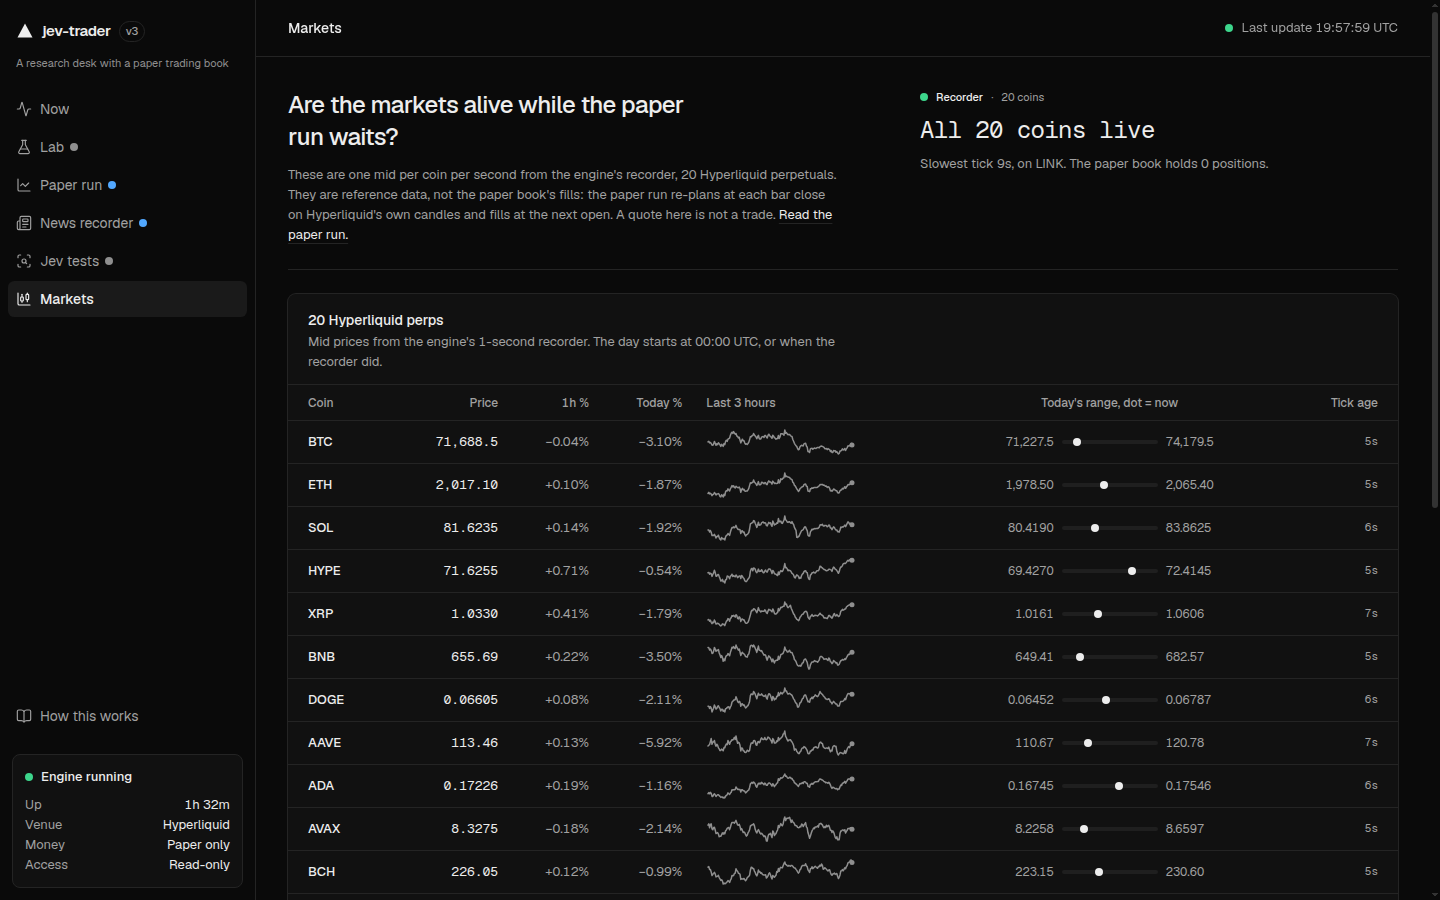 jev-trader v3
A research desk with a paper trading book
Now
Lab
Paper run
News recorder
Jev tests
Markets
How this works
Engine running
Up 1h 32m
Venue Hyperliquid
Money Paper only
Access Read-only
Markets
Last update 19:57:59 UTC
Are the markets alive while the paper
run waits?
These are one mid per coin per second from the engine's recorder, 20 Hyperliquid perpetuals.
They are reference data, not the paper book's fills: the paper run re-plans at each bar close
on Hyperliquid's own candles and fills at the next open. A quote here is not a trade. Read the
paper run.
Recorder · 20 coins
All 20 coins live
Slowest tick 9s, on LINK. The paper book holds 0 positions.
20 Hyperliquid perps
Mid prices from the engine's 1-second recorder. The day starts at 00:00 UTC, or when the
recorder did.
Coin Price 1h % Today % Last 3 hours Today's range, dot = now Tick age
BTC 71,688.5 −0.04% −3.10% 71,227.5 74,179.5 5s
ETH 2,017.10 +0.10% −1.87% 1,978.50 2,065.40 5s
SOL 81.6235 +0.14% −1.92% 80.4190 83.8625 6s
HYPE 71.6255 +0.71% −0.54% 69.4270 72.4145 5s
XRP 1.0330 +0.41% −1.79% 1.0161 1.0606 7s
BNB 655.69 +0.22% −3.50% 649.41 682.57 5s
DOGE 0.06605 +0.08% −2.11% 0.06452 0.06787 6s
AAVE 113.46 +0.13% −5.92% 110.67 120.78 7s
ADA 0.17226 +0.19% −1.16% 0.16745 0.17546 6s
AVAX 8.3275 −0.18% −2.14% 8.2258 8.6597 5s
BCH 226.05 +0.12% −0.99% 223.15 230.60 5s